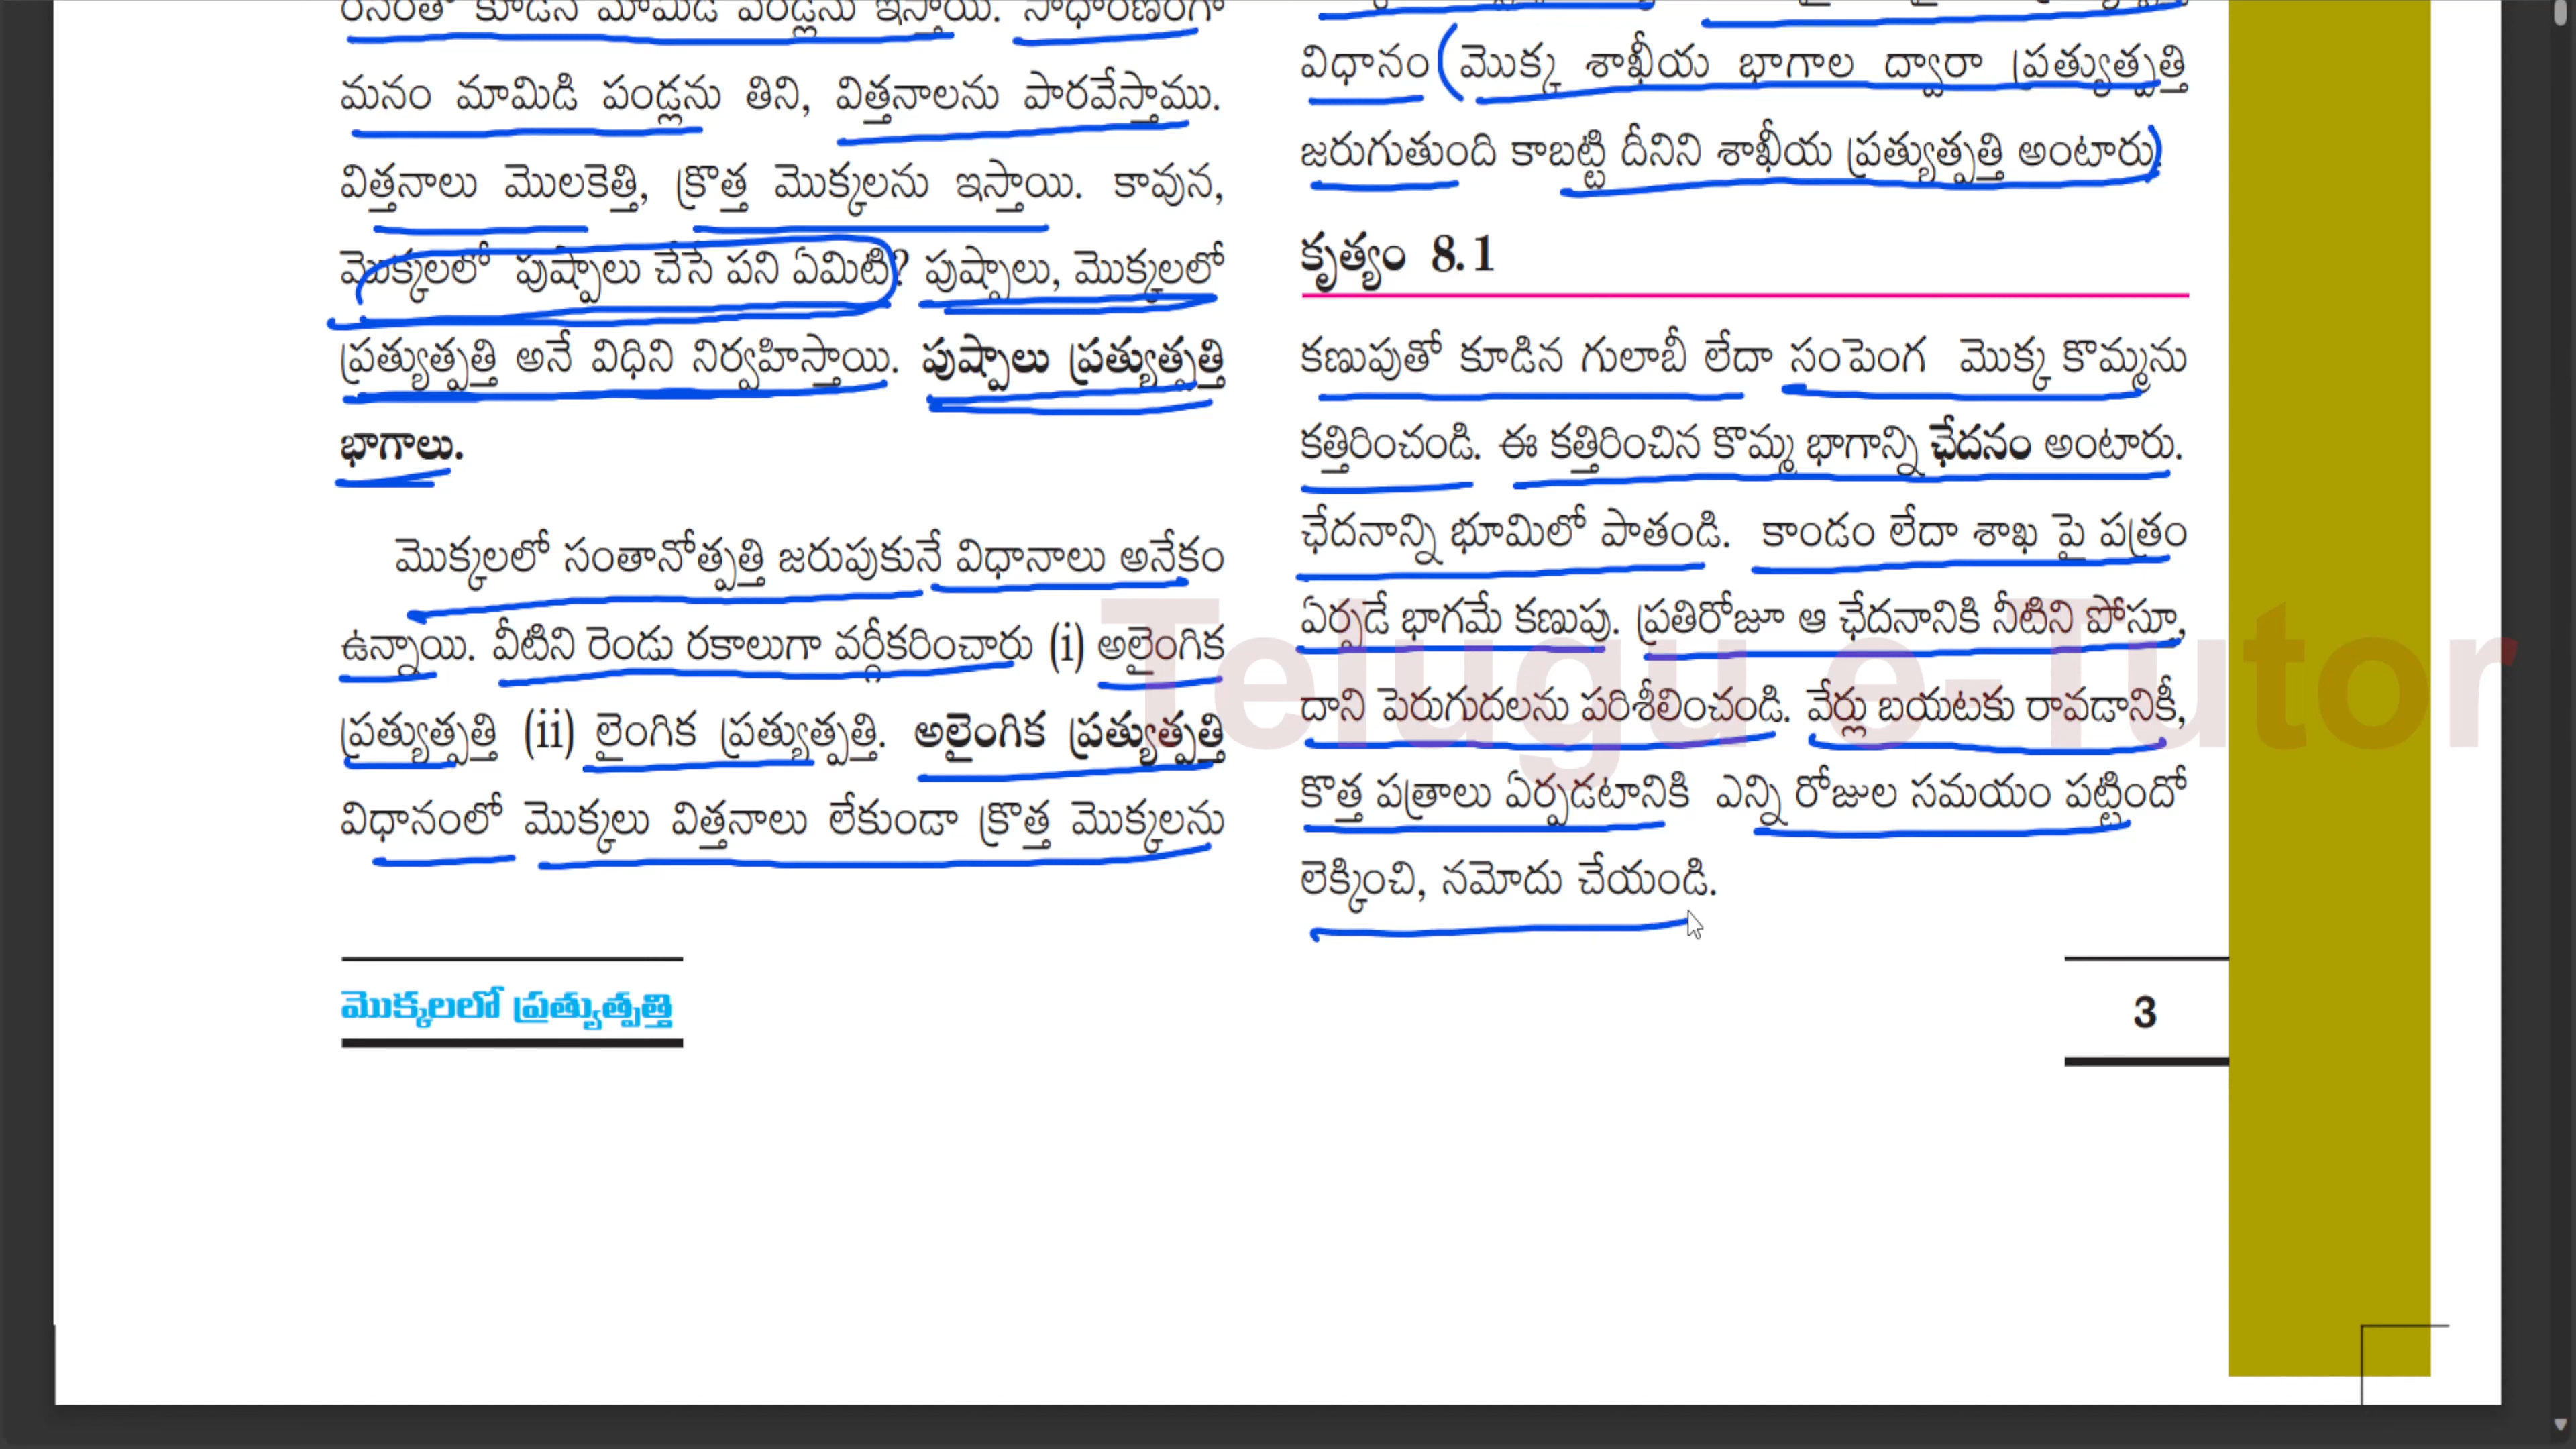 రసంతో కూడిన మామిడి పండ్లను ఇస్తాయి. సాధారణంగా
మనం మామిడి పండ్లను తిని, విత్తనాలను పారవేస్తాము.
విత్తనాలు మొలకెత్తి, క్రొత్త మొక్కలను ఇస్తాయి. కావున,
మొక్కలలో పుష్పాలు చేసే పని ఏమిటి? పుష్పాలు, మొక్కలలో
ప్రత్యుత్పత్తి అనే విధిని నిర్వహిస్తాయి. పుష్పాలు ప్రత్యుత్పత్తి
భాగాలు.
మొక్కలలో సంతానోత్పత్తి జరుపుకునే విధానాలు అనేకం
ఉన్నాయి. వీటిని రెండు రకాలుగా వర్గీకరించారు (i) అలైంగిక
ప్రత్యుత్పత్తి (ii) లైంగిక ప్రత్యుత్పత్తి. అలైంగిక ప్రత్యుత్పత్తి
విధానంలో మొక్కలు విత్తనాలు లేకుండా క్రొత్త మొక్కలను
విధానం మొక్క శాఖీయ భాగాల ద్వారా ప్రత్యుత్పత్తి
జరుగుతుంది కాబట్టి దీనిని శాఖీయ ప్రత్యుత్పత్తి అంటారు.
కృత్యం 8.1
కణుపుతో కూడిన గులాబీ లేదా సంపెంగ మొక్క కొమ్మను
కత్తిరించండి. ఈ కత్తిరించిన కొమ్మ భాగాన్ని ఛేదనం అంటారు.
ఛేదనాన్ని భూమిలో పాతండి. కాండం లేదా శాఖ పై పత్రం
ఏర్పడే భాగమే కణుపు. ప్రతిరోజూ ఆ ఛేదనానికి నీటిని పోసూ,
దాని పెరుగుదలను పరిశీలించండి. వేర్లు బయటకు రావడానికీ,
కొత్త పత్రాలు ఏర్పడటానికి ఎన్ని రోజుల సమయం పట్టిందో
లెక్కించి, నమోదు చేయండి.
మొక్కలలో ప్రత్యుత్పత్తి
3
Telugu e-Tutor